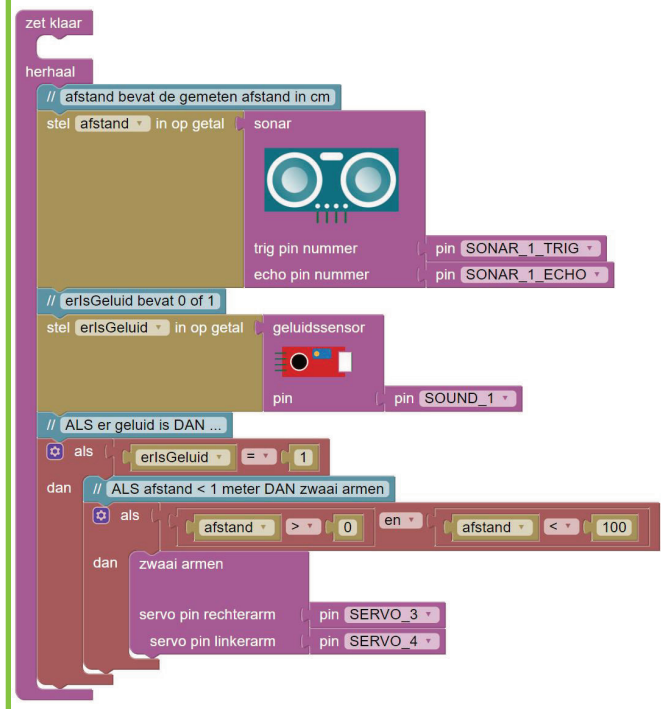 zet klaar
herhaal
// afstand bevat de gemeten afstand in cm
stel afstand in op getal sonar
trig pin nummer pin SONAR_1_TRIG
echo pin nummer pin SONAR_1_ECHO
// erIsGeluid bevat 0 of 1
stel erIsGeluid in op getal geluidssensor
pin pin SOUND_1
// ALS er geluid is DAN ...
als erIsGeluid = 1
dan // ALS afstand < 1 meter DAN zwaai armen
als afstand > 0 en afstand < 100
dan zwaai armen
servo pin rechterarm pin SERVO_3
servo pin linkerarm pin SERVO_4